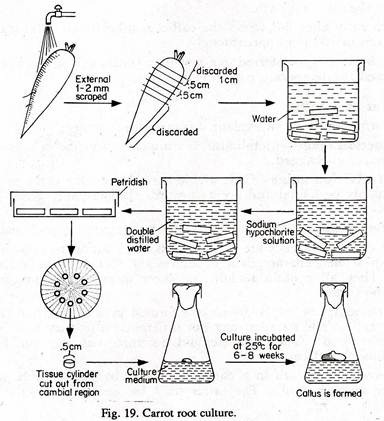 External
1-2 mm
scraped
discarded
1cm
.5cm
.5cm
discarded
Water
Petridish
Double
distilled
water
Sodium
hypochlorite
solution
.5cm
Tissue cylinder
cut out from
cambial region
Culture
medium
Culture incubated
at 25°C for
6-8 weeks
Callus is formed
Fig. 19. Carrot root culture.